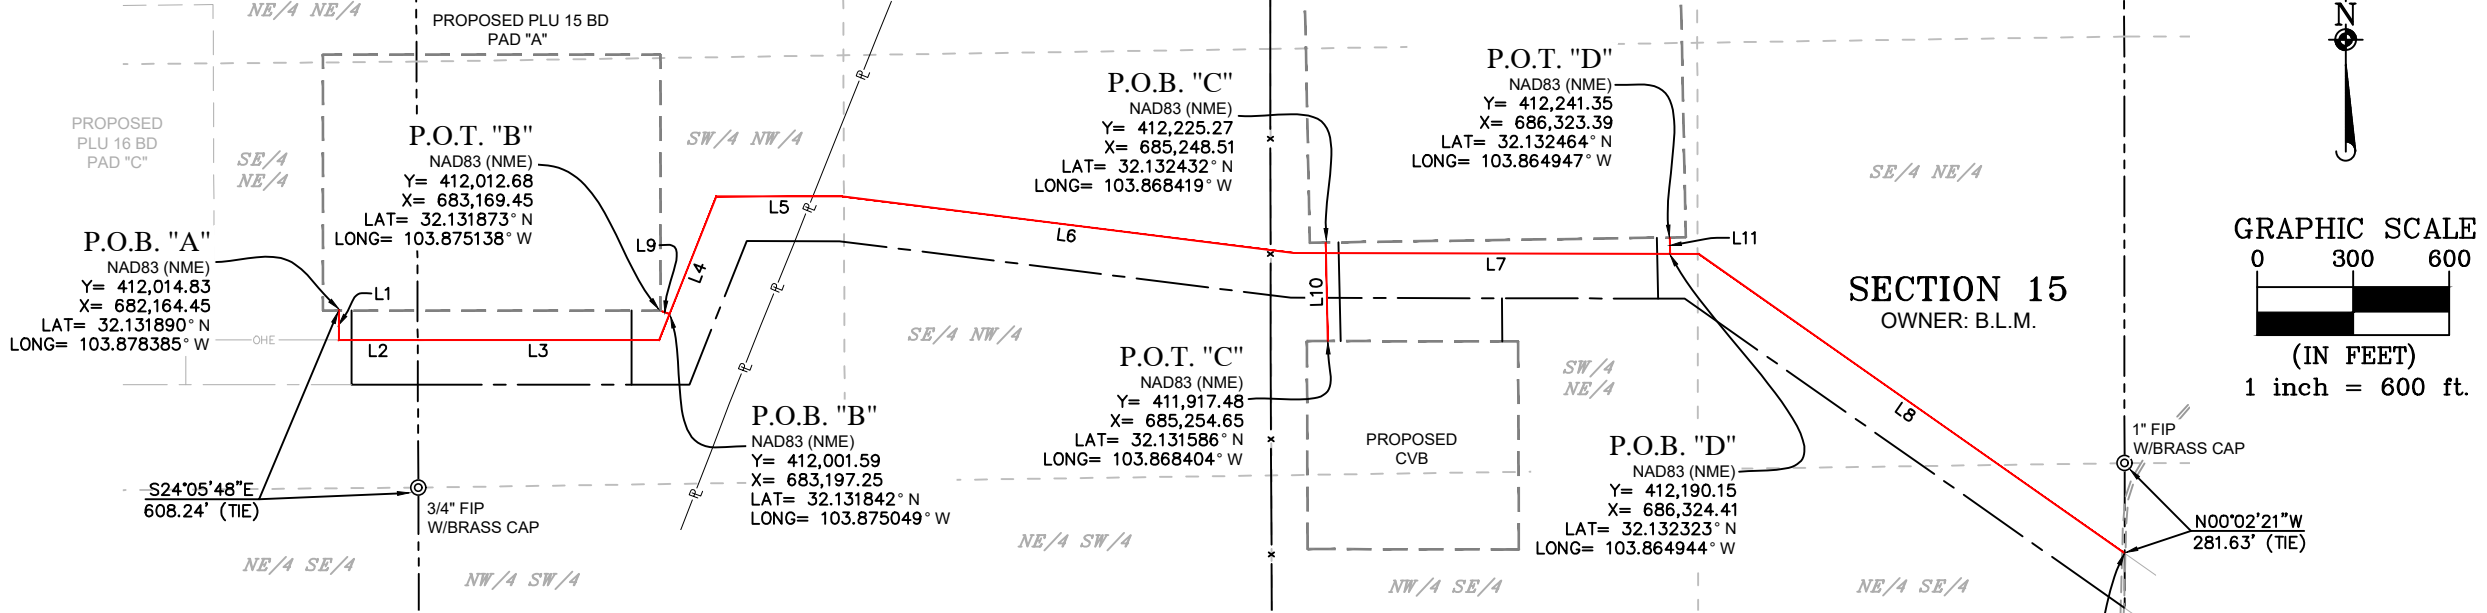 NE/4 NE/4
PROPOSED PLU 15 BD
PAD "A"
PROPOSED
PLU 16 BD
PAD "C"
SE/4
NE/4
P.O.T. "B"
NAD83 (NME)
Y= 412,012.68
X= 683,169.45
LAT= 32.131873° N
LONG= 103.875138° W
P.O.B. "A"
NAD83 (NME)
Y= 412,014.83
X= 682,164.45
LAT= 32.131890° N
LONG= 103.878385° W
OHE
L1
L2
L3
L9
L4
L5
SW/4 NW/4
PL
PL
PL
PL
PL
L6
P.O.B. "C"
NAD83 (NME)
Y= 412,225.27
X= 685,248.51
LAT= 32.132432° N
LONG= 103.868419° W
P.O.T. "D"
NAD83 (NME)
Y= 412,241.35
X= 686,323.39
LAT= 32.132464° N
LONG= 103.864947° W
SE/4 NE/4
L11
L7
L10
SECTION 15
OWNER: B.L.M.
N
GRAPHIC SCALE
0 300 600
(IN FEET)
1 inch = 600 ft.
SE/4 NW/4
P.O.T. "C"
NAD83 (NME)
Y= 411,917.48
X= 685,254.65
LAT= 32.131586° N
LONG= 103.868404° W
SW/4
NE/4
L8
P.O.B. "B"
NAD83 (NME)
Y= 412,001.59
X= 683,197.25
LAT= 32.131842° N
LONG= 103.875049° W
PROPOSED
CVB
P.O.B. "D"
NAD83 (NME)
Y= 412,190.15
X= 686,324.41
LAT= 32.132323° N
LONG= 103.864944° W
1" FIP
W/BRASS CAP
S24°05'48"E
608.24' (TIE)
3/4" FIP
W/BRASS CAP
N00°02'21"W
281.63' (TIE)
NE/4 SE/4
NW/4 SW/4
NE/4 SW/4
NW/4 SE/4
NE/4 SE/4